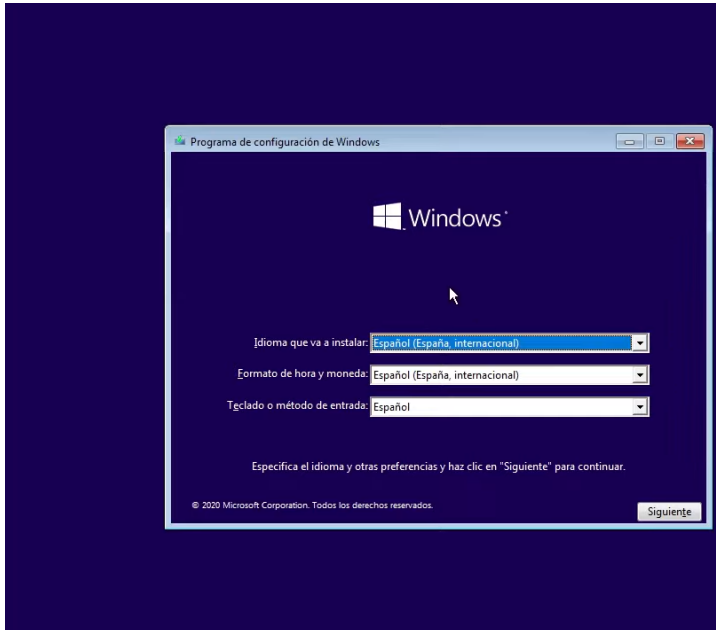 Programa de configuración de Windows
Windows
Idioma que va a instalar: Español (España, internacional)
Formato de hora y moneda: Español (España, internacional)
Teclado o método de entrada: Español
Especifica el idioma y otras preferencias y haz clic en "Siguiente" para continuar.
© 2020 Microsoft Corporation. Todos los derechos reservados.
Siguiente